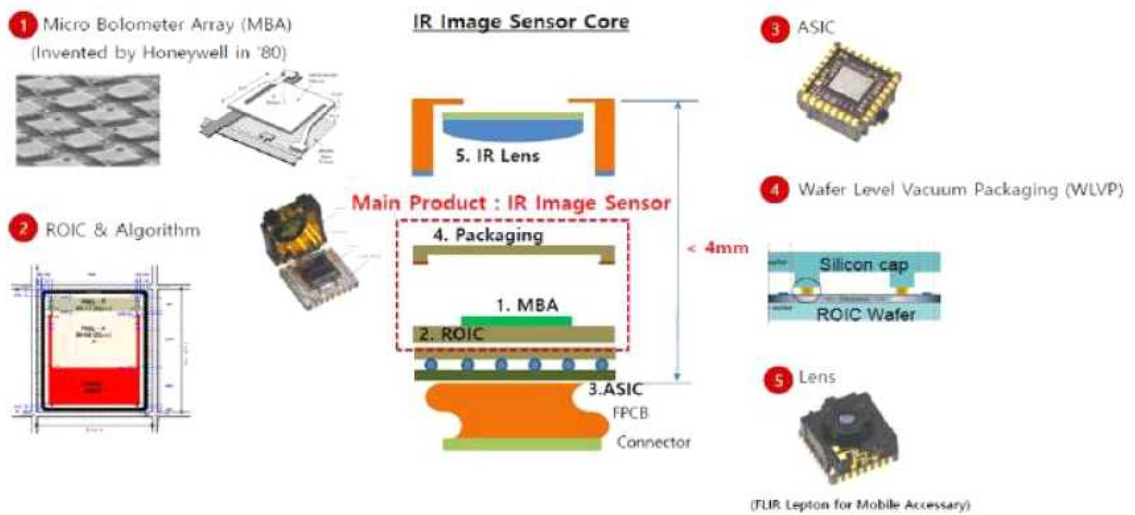 1 Micro Bolometer Array (MBA)
(Invented by Honeywell in '80)
IR Image Sensor Core
3 ASIC
5. IR Lens
Main Product : IR Image Sensor
4. Packaging
< 4mm
1. MBA
2. ROIC
3.ASIC
FPCB
Connector
2 ROIC & Algorithm
4 Wafer Level Vacuum Packaging (WLVP)
Silicon cap
ROIC Wafer
5 Lens
(FLIR Lepton for Mobile Accessary)